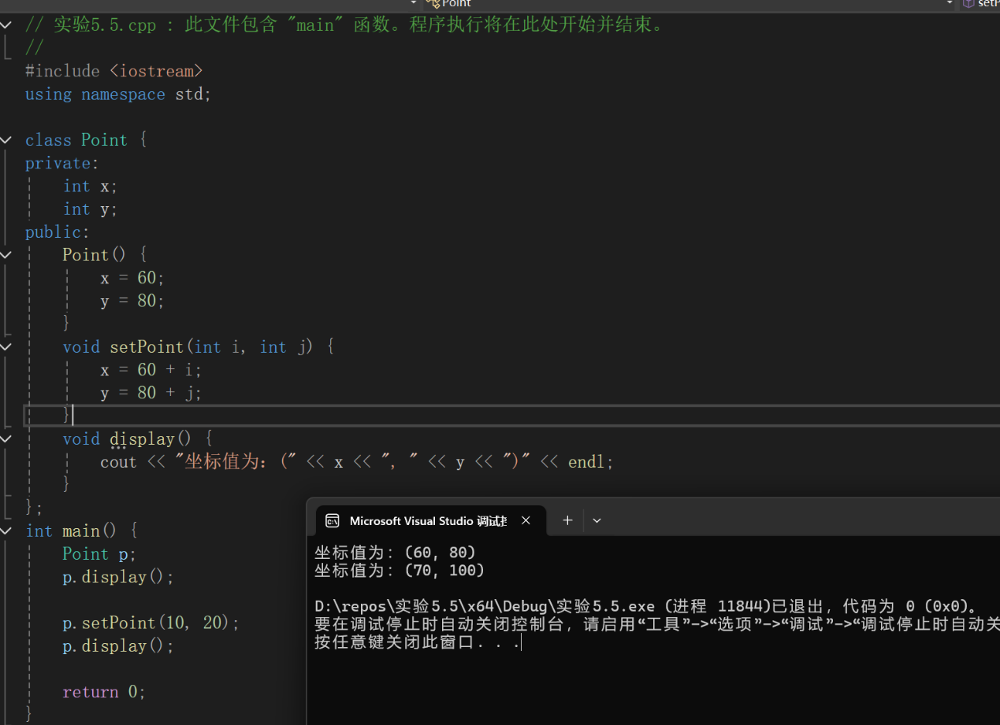 Point
// 实验5.5.cpp : 此文件包含 "main" 函数。程序执行将在此处开始并结束。
//
#include <iostream>
using namespace std;
class Point {
private:
int x;
int y;
public:
Point() {
x = 60;
y = 80;
}
void setPoint(int i, int j) {
x = 60 + i;
y = 80 + j;
}
void display() {
cout << "坐标值为: (" << x << ", " << y << ")" << endl;
}
};
int main() {
Point p;
p.display();
p.setPoint(10, 20);
p.display();
return 0;
}
Microsoft Visual Studio 调试
坐标值为: (60, 80)
坐标值为: (70, 100)
D:\repos\实验5.5\x64\Debug\实验5.5.exe (进程 11844)已退出，代码为 0 (0x0)。
要在调试停止时自动关闭控制台，请启用“工具”->“选项”->“调试”->“调试停止时自动关
按任意键关闭此窗口. . .